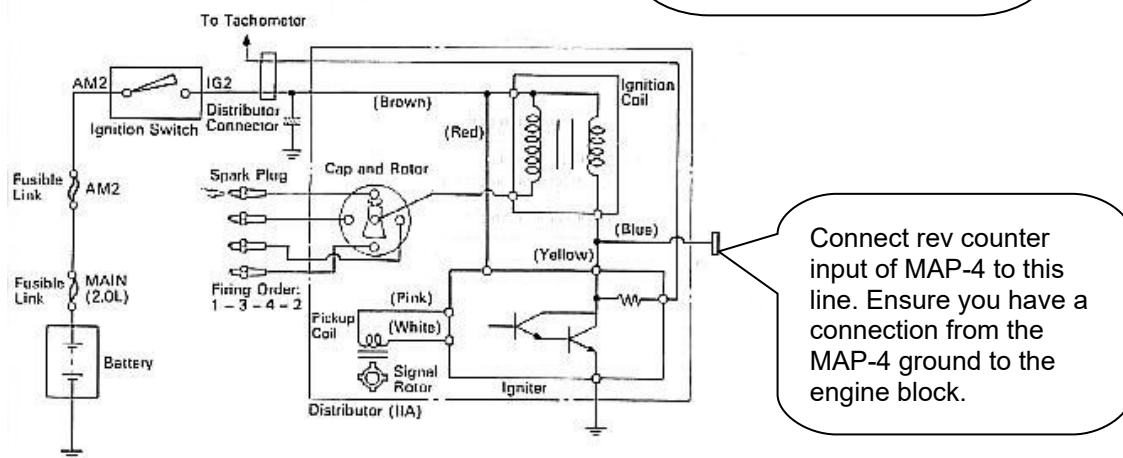 To Tachometer
AM2
IG2
Ignition Switch
Distributor
Connector
(Brown)
(Red)
Ignition
Coil
Fusible
Link
AM2
Spark Plug
Cap and Rotor
(Blue)
(Yellow)
Fusible
Link
MAIN
(2.0L)
Firing Order:
1 – 3 – 4 – 2
(Pink)
(White)
Pickup
Coil
Battery
Signal
Rotor
Igniter
Distributor (IIA)
Connect rev counter
input of MAP-4 to this
line. Ensure you have a
connection from the
MAP-4 ground to the
engine block.